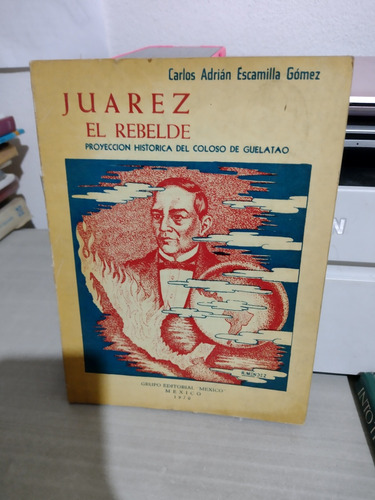 Carlos Adrián Escamilla Gómez
JUAREZ
EL REBELDE
PROYECCION HISTORICA DEL COLOSO DE GUELATAO
GRUPO EDITORIAL "MEXICO"
MEXICO